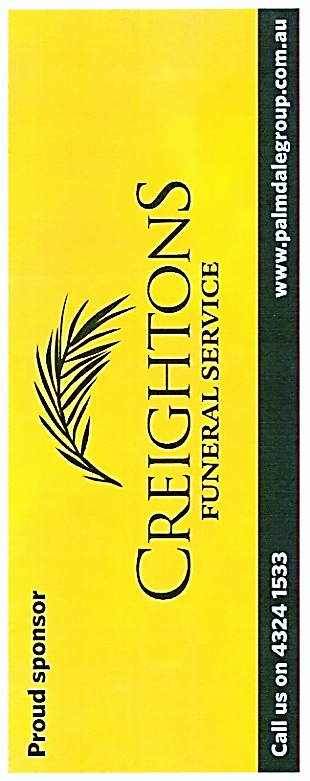 Proud sponsor
CREIGHTONS
FUNERAL SERVICE
Call us on 4324 1533
www.palmdalegroup.com.au